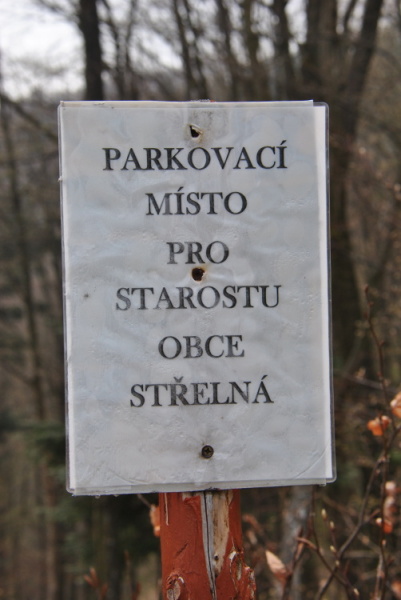 PARKOVACÍ
MÍSTO
PRO
STAROSTU
OBCE
STŘELNÁ